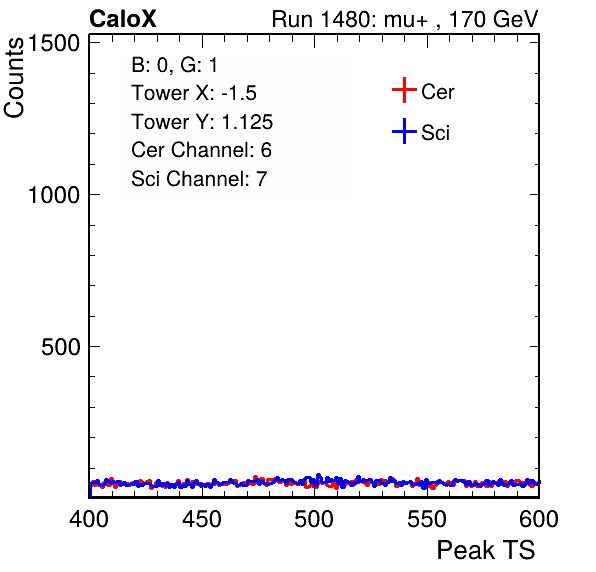 CaloX Run 1480: mu+ , 170 GeV
B: 0, G: 1
Tower X: -1.5
Tower Y: 1.125
Cer Channel: 6
Sci Channel: 7
Cer
Sci
Counts
1500
1000
500
400 450 500 550 600
Peak TS